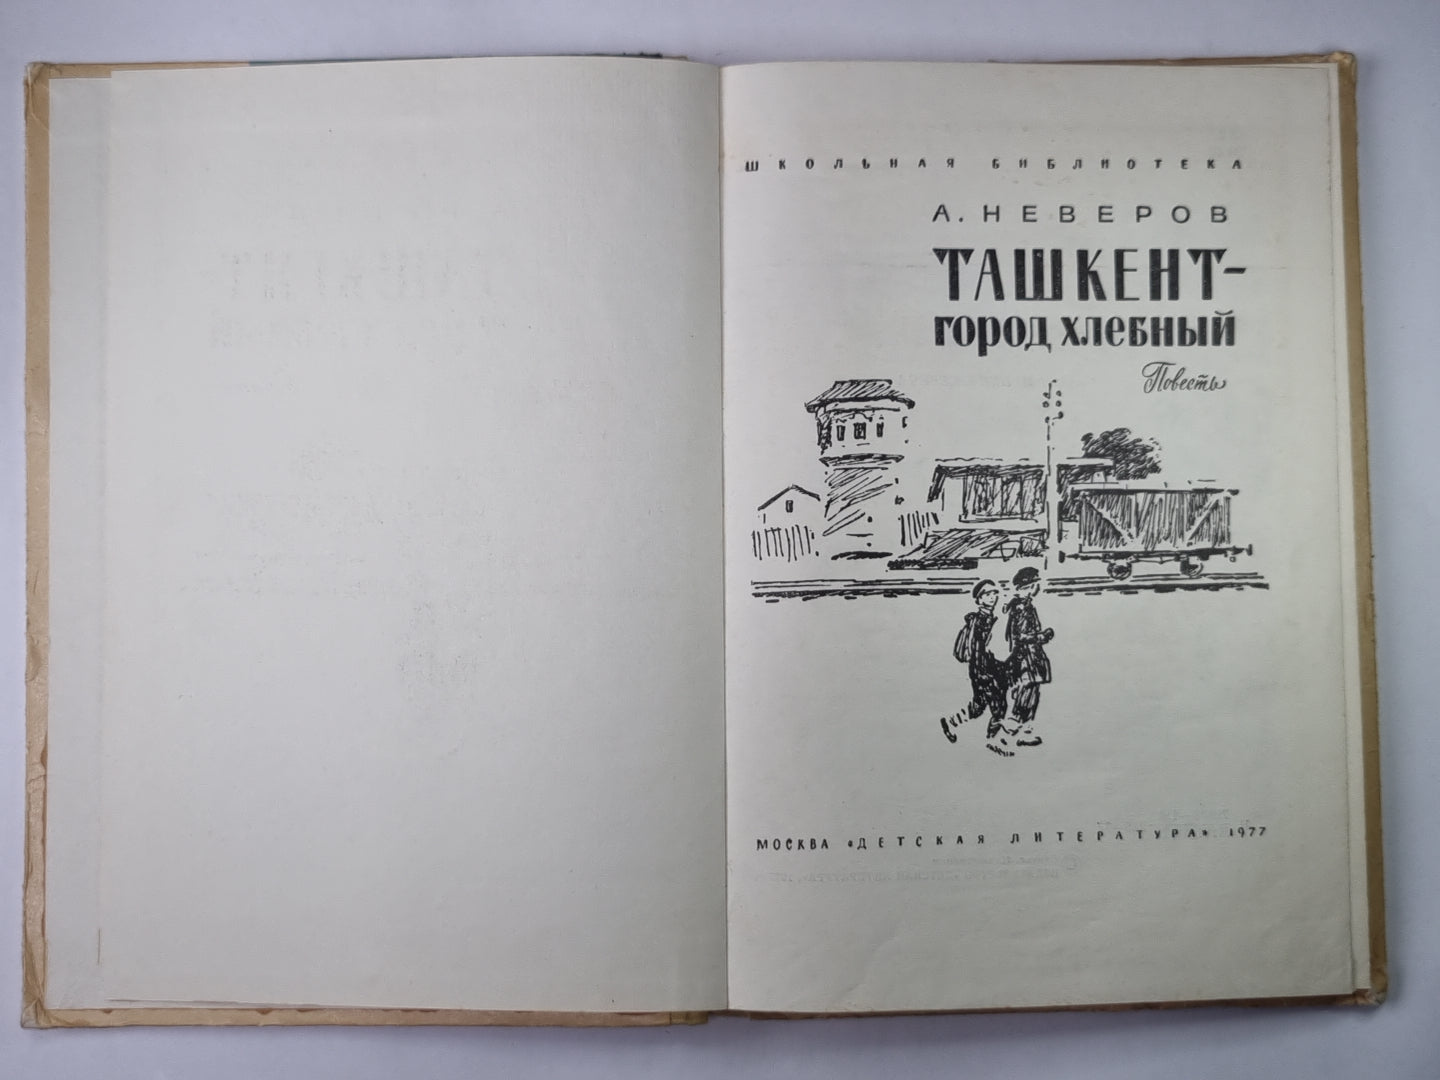 ШКОЛЬНАЯ БИБЛИОТЕКА
А. НЕВЕРОВ
ТАШКЕНТ-
ГОРОД ХЛЕБНЫЙ
Повесть
МОСКВА «ДЕТСКАЯ ЛИТЕРАТУРА» 1977